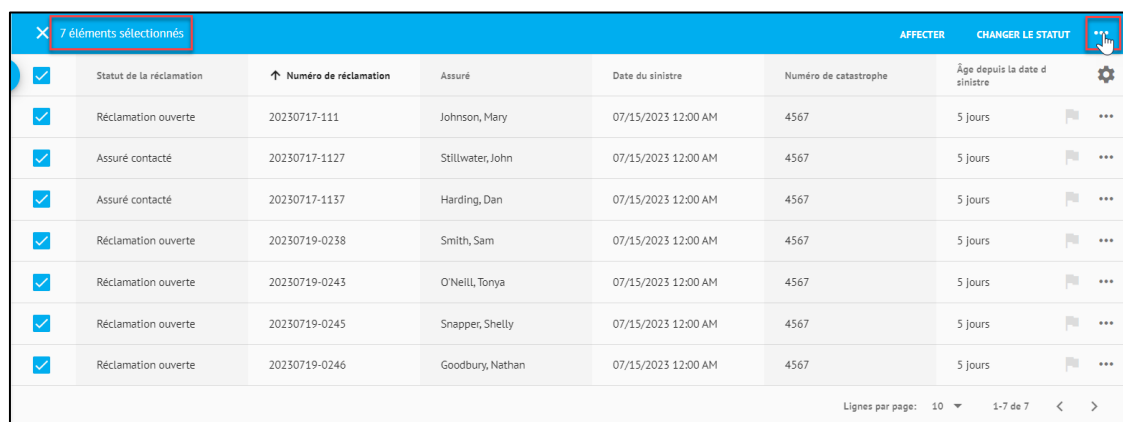 7 éléments sélectionnés AFFECTER CHANGER LE STATUT
Statut de la réclamation Numéro de réclamation Assuré Date du sinistre Numéro de catastrophe Âge depuis la date d
sinistre
Réclamation ouverte 20230717-111 Johnson, Mary 07/15/2023 12:00 AM 4567 5 jours
Assuré contacté 20230717-1127 Stillwater, John 07/15/2023 12:00 AM 4567 5 jours
Assuré contacté 20230717-1137 Harding, Dan 07/15/2023 12:00 AM 4567 5 jours
Réclamation ouverte 20230719-0238 Smith, Sam 07/15/2023 12:00 AM 4567 5 jours
Réclamation ouverte 20230719-0243 O'Neill, Tonya 07/15/2023 12:00 AM 4567 5 jours
Réclamation ouverte 20230719-0245 Snapper, Shelly 07/15/2023 12:00 AM 4567 5 jours
Réclamation ouverte 20230719-0246 Goodbury, Nathan 07/15/2023 12:00 AM 4567 5 jours
Lignes par page: 10 1-7 de 7